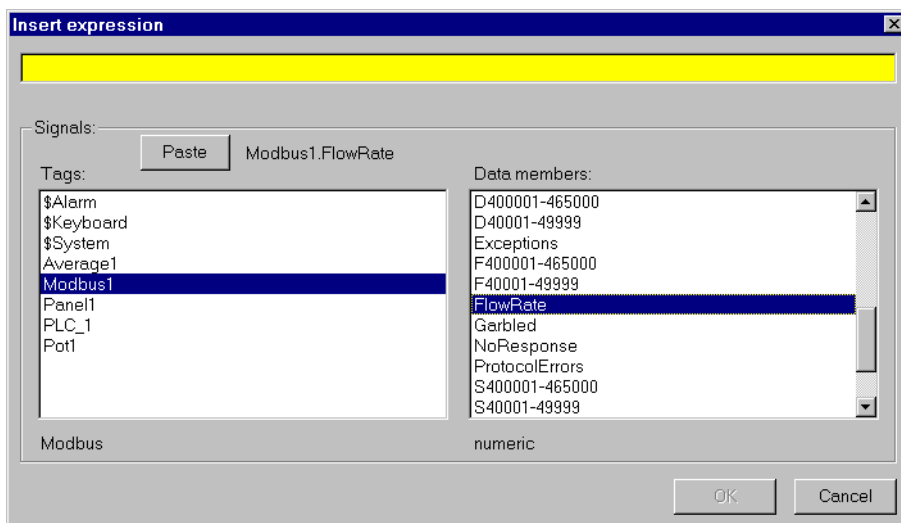 Insert expression
Signals:
Paste
Modbus1.FlowRate
Tags:
$Alarm
$Keyboard
$System
Average1
Modbus1
Panel1
PLC_1
Pot1
Modbus
Data members:
D400001-465000
D40001-49999
Exceptions
F400001-465000
F40001-49999
FlowRate
Garbled
NoResponse
ProtocolErrors
S400001-465000
S40001-49999
numeric
OK
Cancel